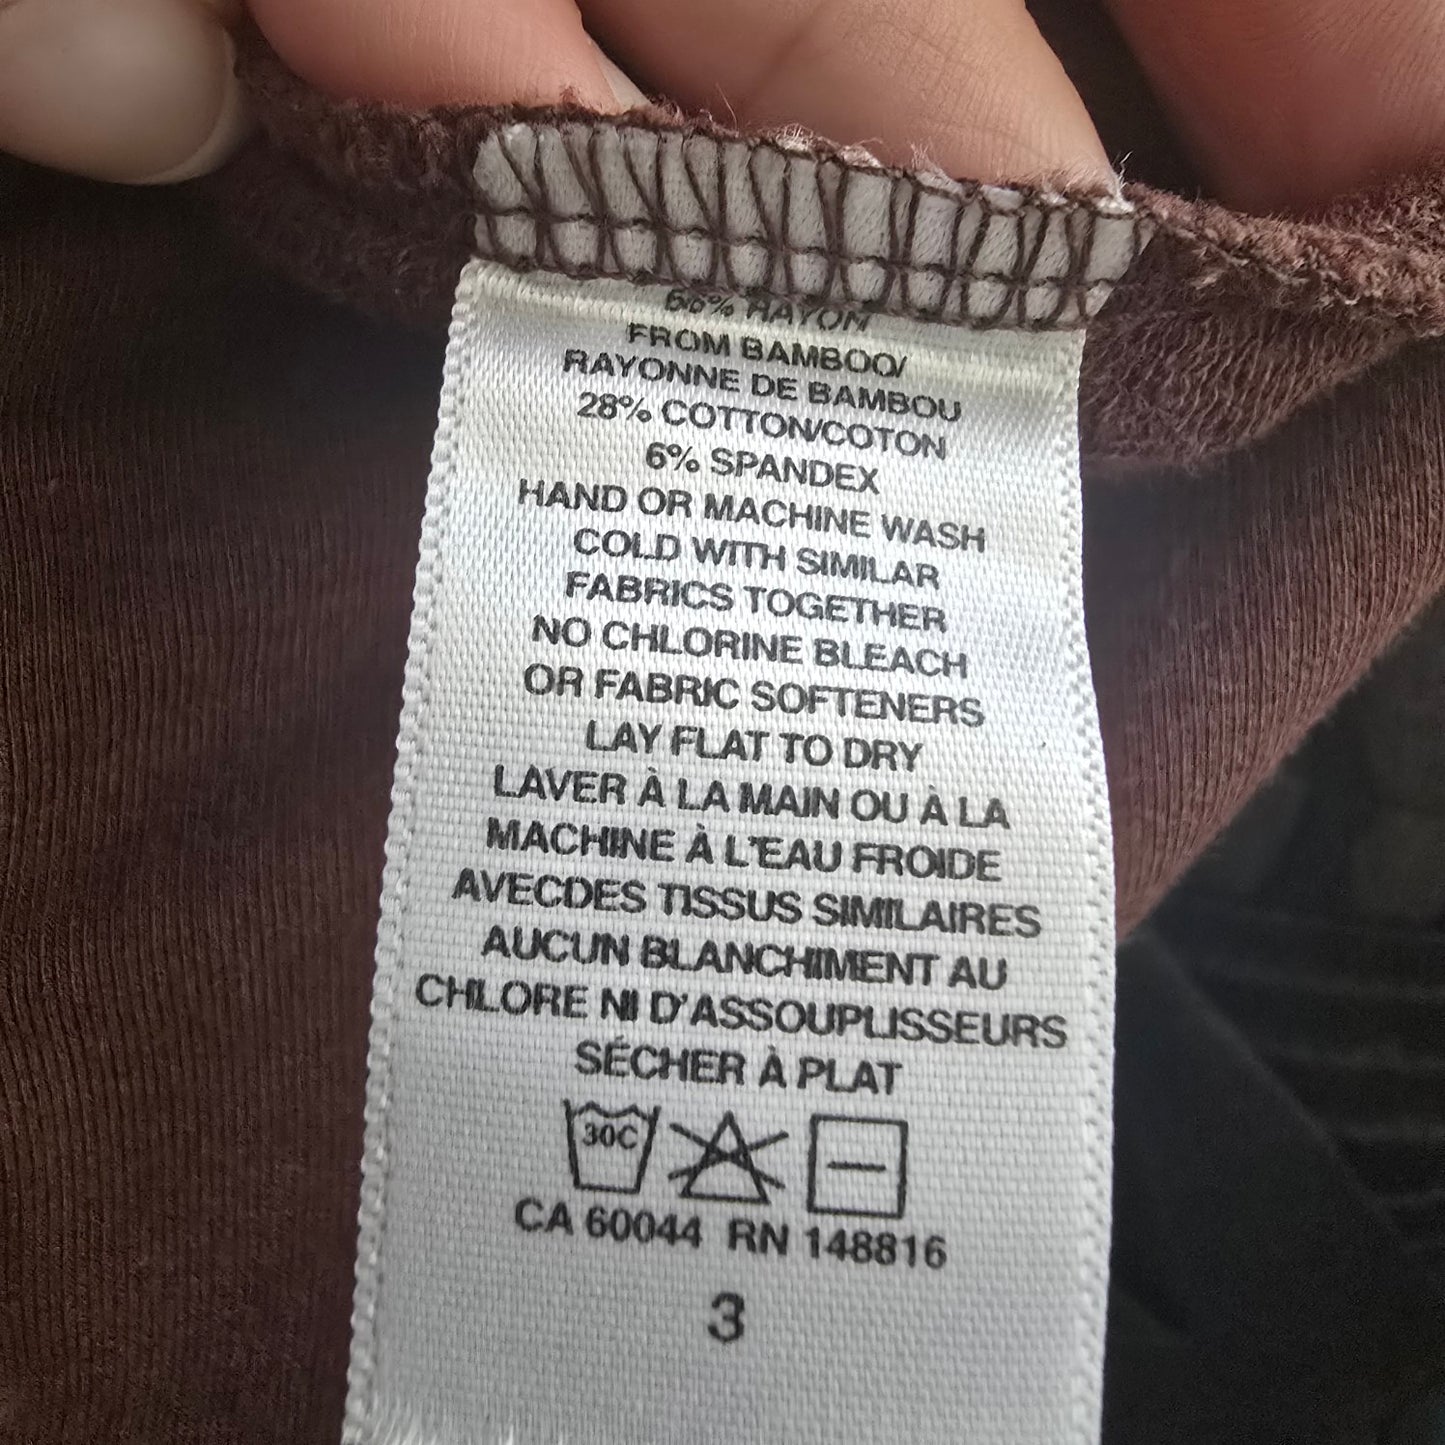 66% RAYON
FROM BAMBOO/
RAYONNE DE BAMBOU
28% COTTON/COTON
6% SPANDEX
HAND OR MACHINE WASH
COLD WITH SIMILAR
FABRICS TOGETHER
NO CHLORINE BLEACH
OR FABRIC SOFTENERS
LAY FLAT TO DRY
LAVER À LA MAIN OU À LA
MACHINE À L'EAU FROIDE
AVECDES TISSUS SIMILAIRES
AUCUN BLANCHIMENT AU
CHLORE NI D'ASSOUPLISSEURS
SÉCHER À PLAT
30C
CA 60044 RN 148816
3